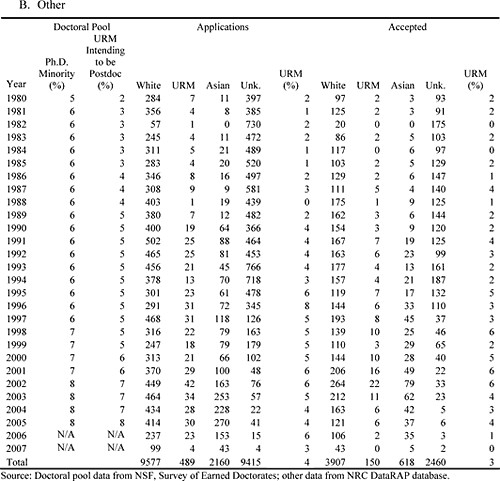 B. Other
Doctoral Pool Applications Accepted
URM
Intending
Ph.D. to be
Minority Postdoc URM URM
Year (%) (%) White URM Asian Unk. (%) White URM Asian Unk. (%)
1980 5 2 284 7 11 397 2 97 2 3 93 2
1981 6 3 356 4 8 385 1 125 2 3 91 2
1982 6 3 57 1 0 730 2 20 0 0 175 0
1983 6 3 245 4 11 472 2 86 2 5 103 2
1984 6 3 311 5 21 489 1 117 0 6 97 0
1985 6 3 283 4 20 520 1 103 2 5 129 2
1986 6 4 346 8 16 497 2 129 2 6 147 1
1987 6 4 308 9 9 581 3 111 5 4 140 4
1988 6 4 403 1 19 439 0 175 1 9 125 1
1989 6 5 380 7 12 482 2 162 3 6 144 2
1990 6 5 400 19 64 366 4 154 3 9 120 2
1991 6 5 502 25 88 464 4 167 7 19 125 4
1992 6 5 465 25 81 453 4 163 6 23 99 3
1993 6 5 456 21 45 766 4 177 4 13 161 2
1994 6 5 378 13 70 718 3 157 4 21 187 2
1995 6 5 301 23 61 478 6 119 7 17 132 5
1996 6 5 291 31 72 345 8 144 6 33 110 3
1997 6 5 468 31 118 126 5 193 8 45 37 3
1998 7 5 316 22 79 163 5 139 10 25 46 6
1999 7 5 247 18 79 179 5 110 3 29 65 2
2000 7 6 313 21 66 102 5 144 10 28 40 5
2001 7 6 370 29 100 48 6 206 16 49 22 6
2002 8 7 449 42 163 76 6 264 22 79 33 6
2003 8 7 464 34 253 57 5 212 11 62 23 4
2004 8 7 434 28 228 22 4 163 6 42 5 3
2005 8 8 414 30 270 41 4 121 6 37 6 4
2006 N/A N/A 237 23 153 15 6 106 2 35 3 1
2007 N/A N/A 99 4 43 4 3 43 0 5 2 0
Total 9577 489 2160 9415 4 3907 150 618 2460 3
Source: Doctoral pool data from NSF, Survey of Earned Doctorates; other data from NRC DataRAP database.